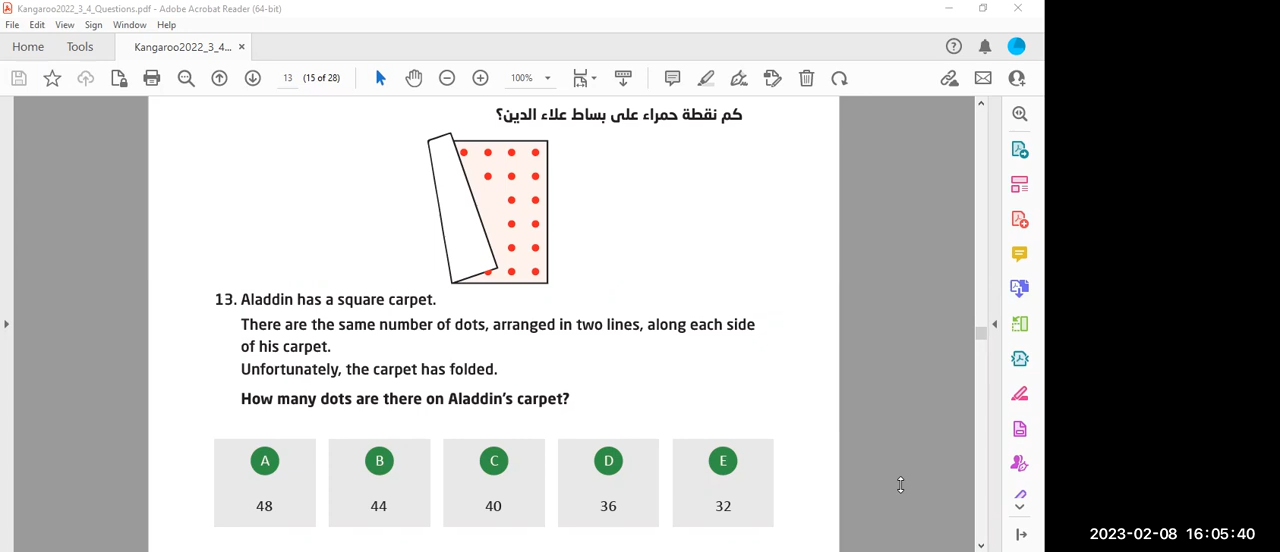 Kangaroo2022_3_4_Questions.pdf - Adobe Acrobat Reader (64-bit)
File Edit View Sign Window Help
Home Tools Kangaroo2022_3_4... ×
13 (15 of 28) 100%
كم نقطة حمراء على بساط علاء الدين؟
13. Aladdin has a square carpet.
There are the same number of dots, arranged in two lines, along each side
of his carpet.
Unfortunately, the carpet has folded.
How many dots are there on Aladdin's carpet?
A B C D E
48 44 40 36 32
2023-02-08 16:05:40